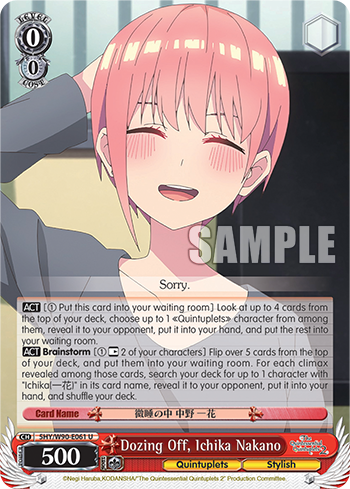 LEVEL
0
0
COST
SAMPLE
Sorry.
ACT [① Put this card into your waiting room] Look at up to 4 cards from
the top of your deck, choose up to 1 «Quintuplets» character from among
them, reveal it to your opponent, put it into your hand, and put the rest into
your waiting room.
ACT Brainstorm [① 2 of your characters] Flip over 5 cards from the top
of your deck, and put them into your waiting room. For each climax
revealed among those cards, search your deck for up to 1 character with
"Ichika|一花|" in its card name, reveal it, put it into your hand, and
shuffle your deck.
Card Name 微睡の中 中野 一花
CH 5HY/W90-E061 U
POWER 500 Dozing Off, Ichika Nakano
The Quintessential Quintuplets 2
Quintuplets Stylish
©Negi Haruba,KODANSHA/"The Quintessential Quintuplets 2" Production Committee.